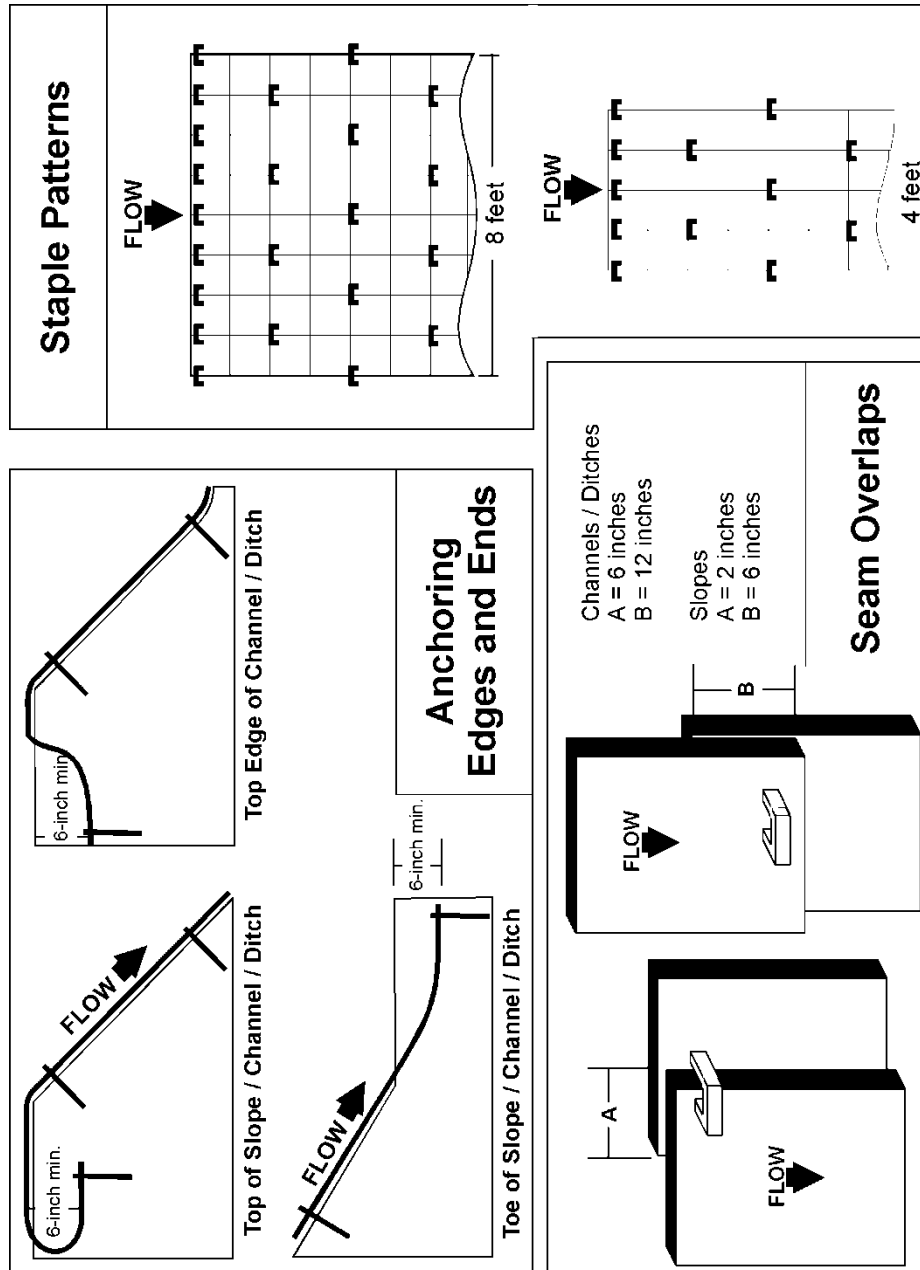 Staple Patterns
FLOW
8 feet
FLOW
4 feet
6-inch min.
FLOW
Top of Slope / Channel / Ditch
6-inch min
Top Edge of Channel / Ditch
FLOW
6-inch min.
Toe of Slope / Channel / Ditch
Anchoring
Edges and Ends
A
FLOW
FLOW
B
Channels / Ditches
A = 6 inches
B = 12 inches
Slopes
A = 2 inches
B = 6 inches
Seam Overlaps